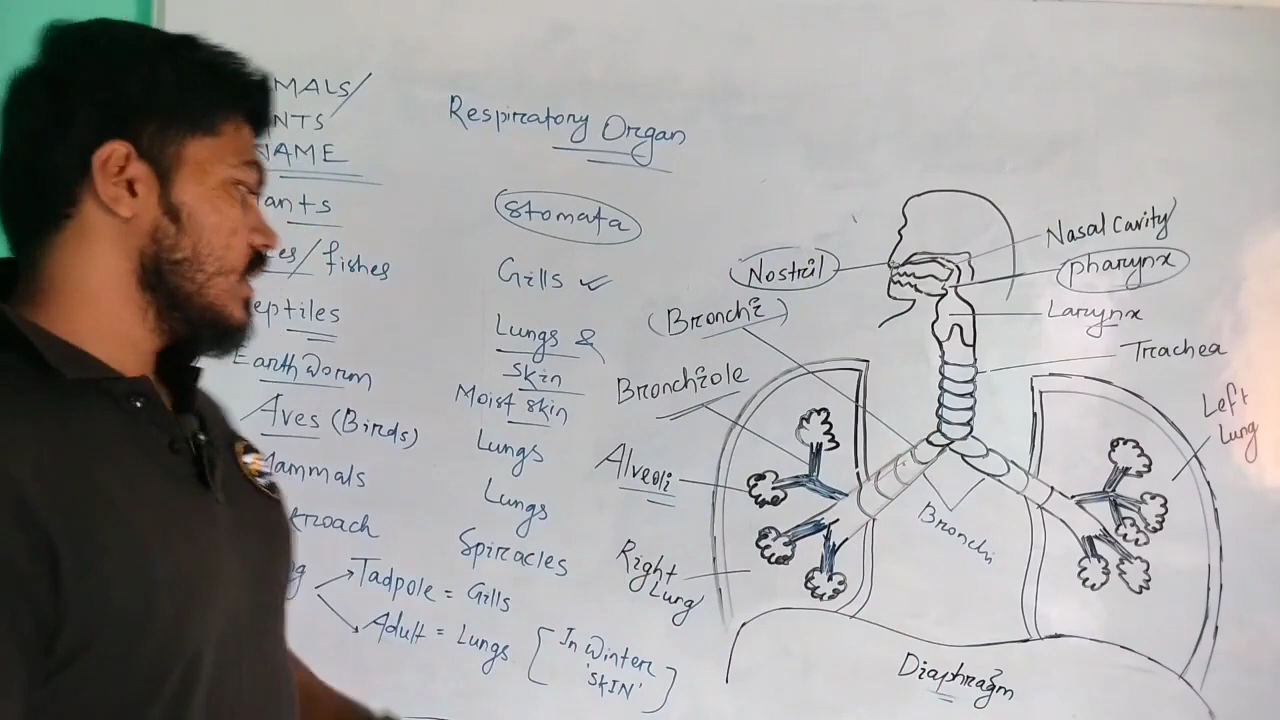 MALS/
NTS
NAME
Respiratory Organ
ants
Stomata
es/fishes
Gills ✓
eptiles
Lungs &
Skin
Earthworm
Moist skin
Aves (Birds)
Lungs
Mammals
Lungs
kroach
Spiracles
g
Tadpole = Gills
Adult = Lungs [In Winter
'SKIN']
Nostril
Nasal Cavity
Pharynx
(Bronchi)
Larynx
Trachea
Bronchiole
Left
Lung
Alveoli
Bronchi
Right
Lung
Diaphragm